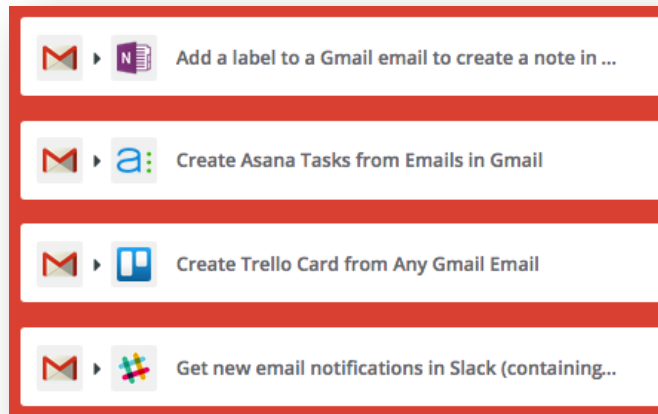 N
Add a label to a Gmail email to create a note in ...
a:
Create Asana Tasks from Emails in Gmail
Create Trello Card from Any Gmail Email
Get new email notifications in Slack (containing...